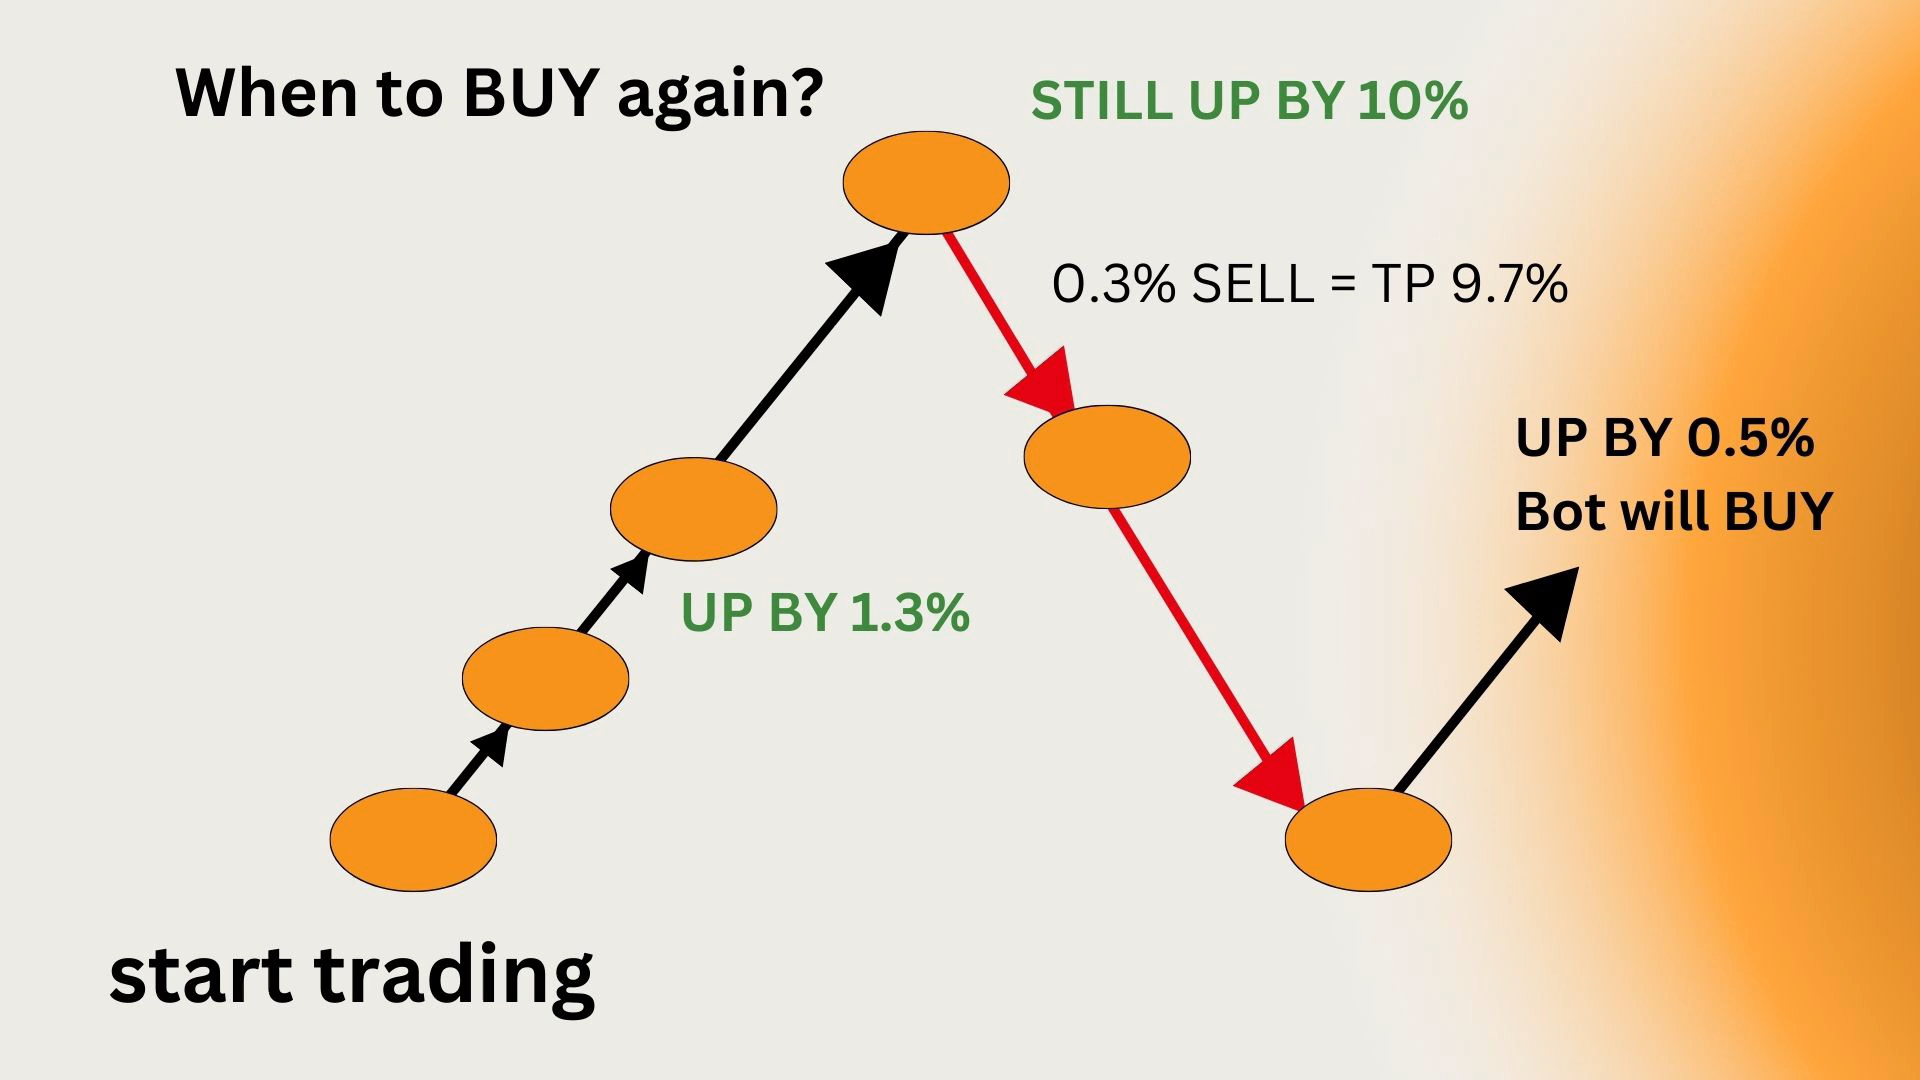 When to BUY again?
STILL UP BY 10%
0.3% SELL = TP 9.7%
UP BY 0.5%
Bot will BUY
UP BY 1.3%
start trading